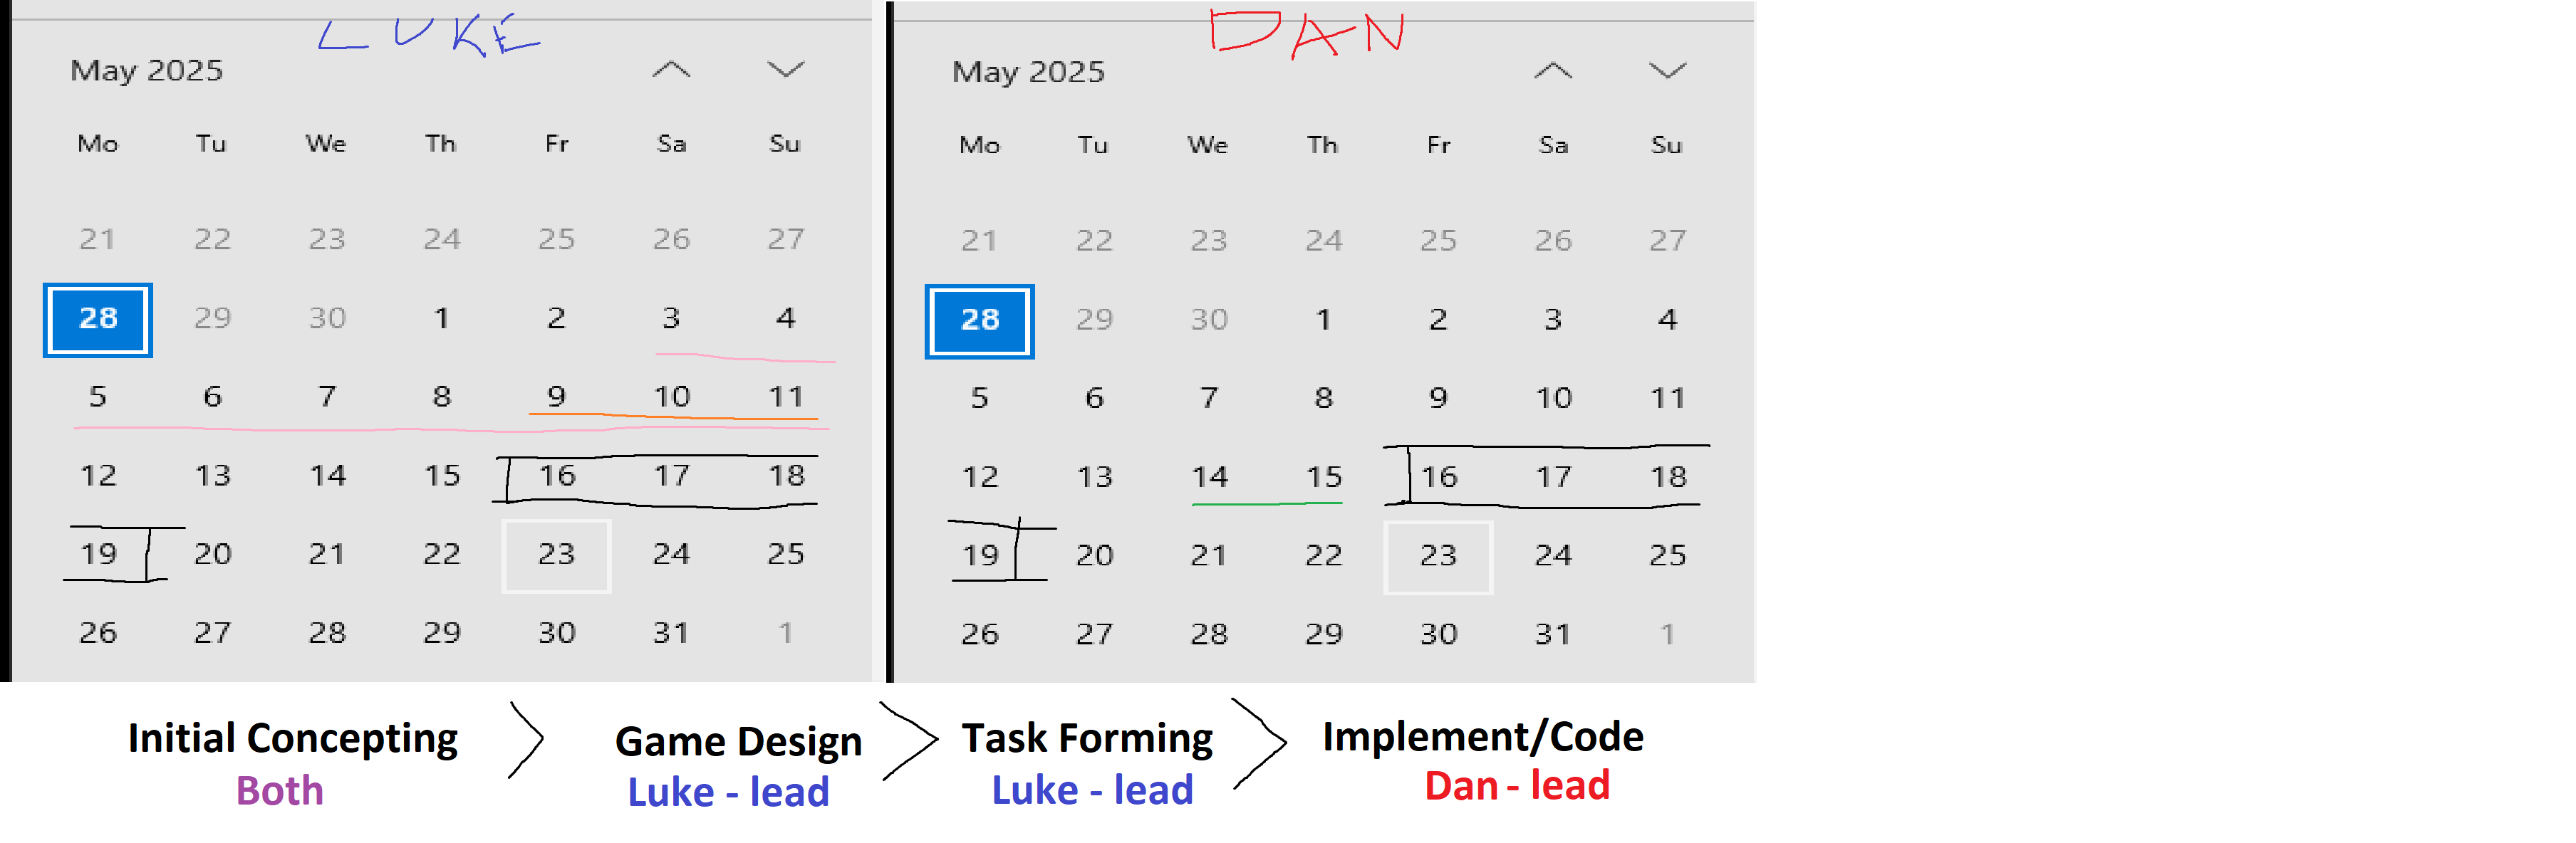 LUKE
May 2025
Mo Tu We Th Fr Sa Su
21 22 23 24 25 26 27
28 29 30 1 2 3 4
5 6 7 8 9 10 11
12 13 14 15 16 17 18
19 20 21 22 23 24 25
26 27 28 29 30 31 1
DAN
May 2025
Mo Tu We Th Fr Sa Su
21 22 23 24 25 26 27
28 29 30 1 2 3 4
5 6 7 8 9 10 11
12 13 14 15 16 17 18
19 20 21 22 23 24 25
26 27 28 29 30 31 1
Initial Concepting
Both
Game Design
Luke - lead
Task Forming
Luke - lead
Implement/Code
Dan - lead